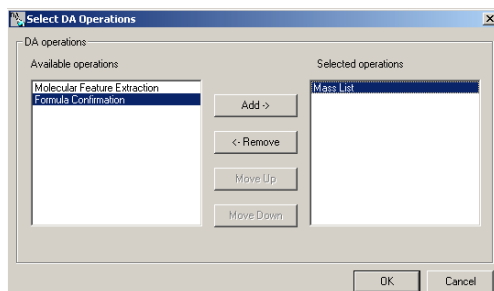 Select DA Operations
DA operations
Available operations
Selected operations
Molecular Feature Extraction
Formula Confirmation
Mass List
Add ->
<- Remove
Move Up
Move Down
OK
Cancel